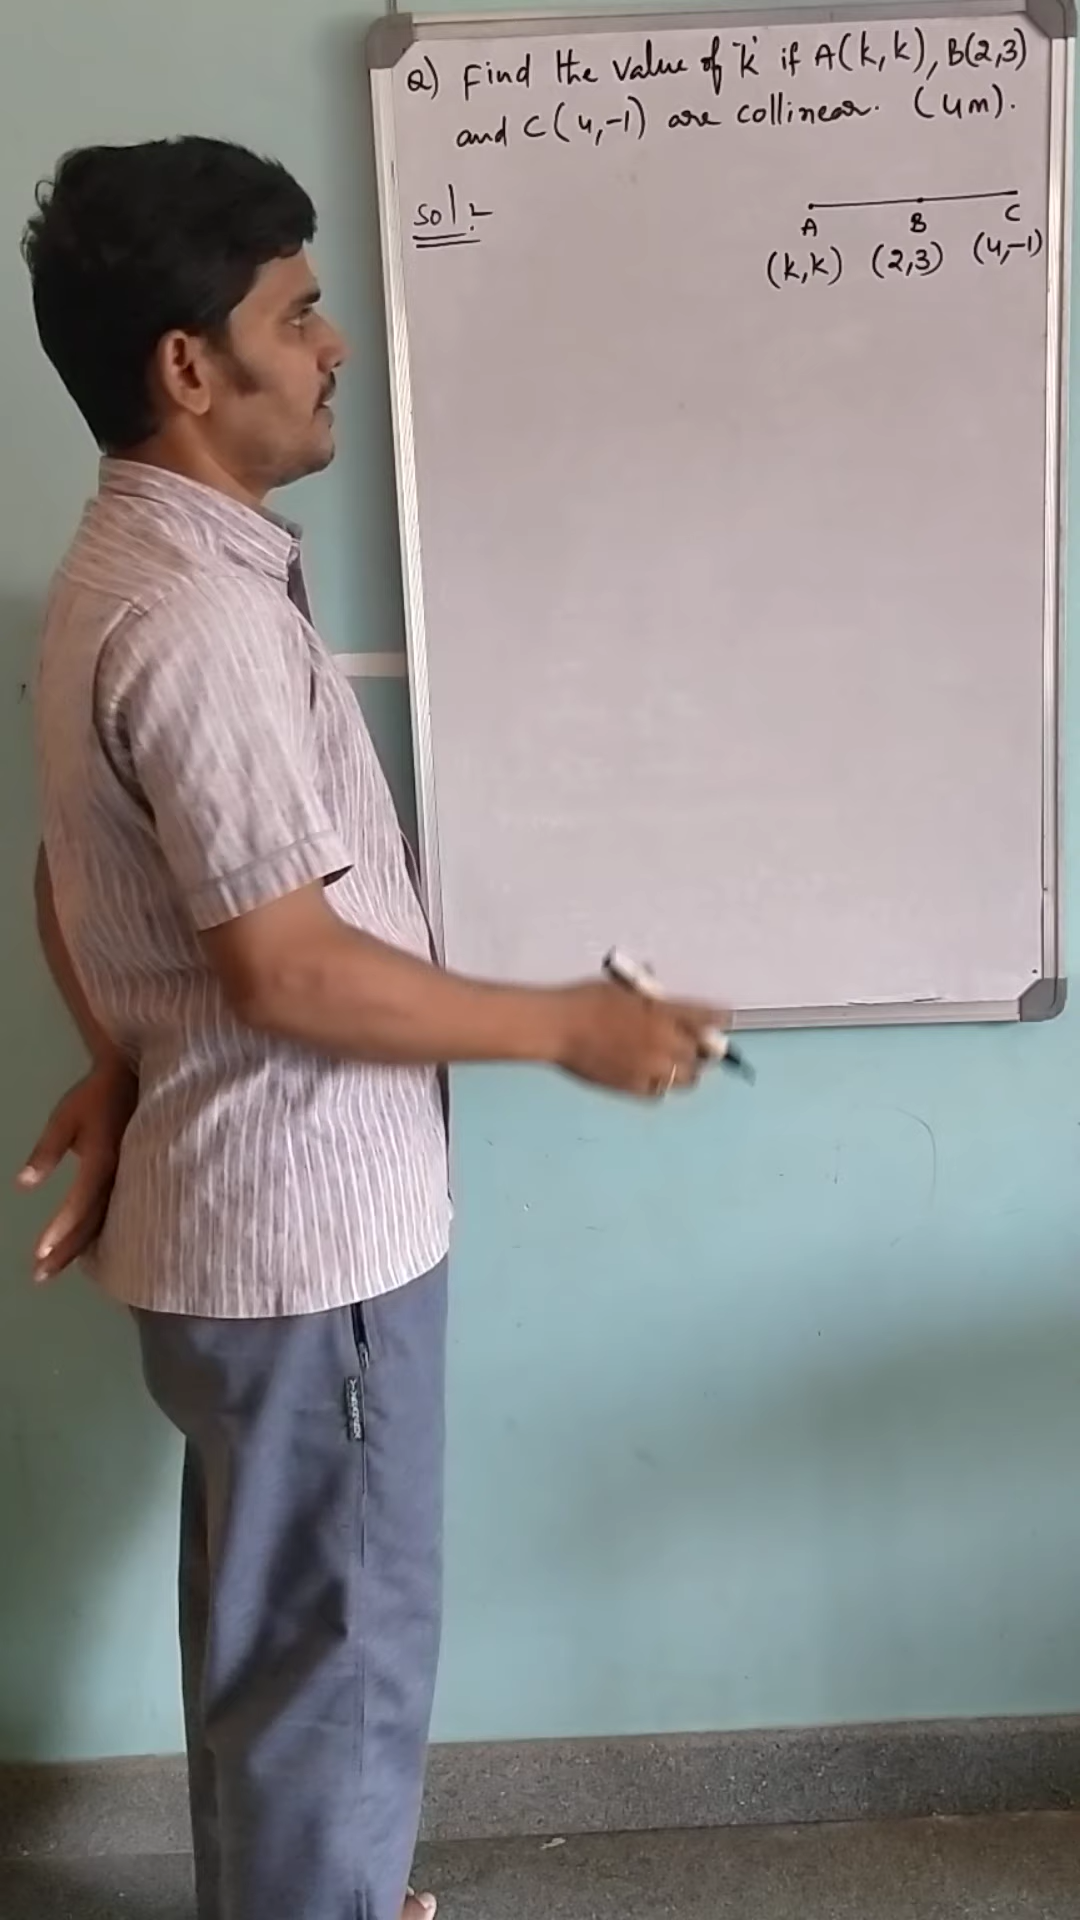 Q) Find the value of 'k' if A(k,k), B(2,3)
and C(4,-1) are collinear. (4m).
Sol:
A B C
(k,k) (2,3) (4,-1)